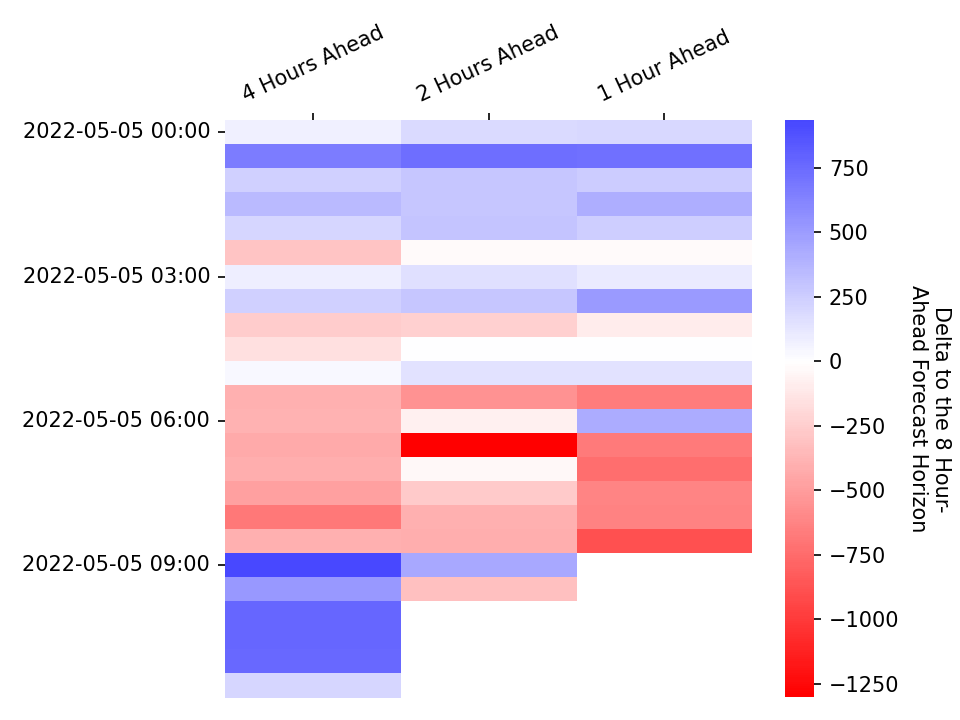 4 Hours Ahead
2 Hours Ahead
1 Hour Ahead
2022-05-05 00:00
2022-05-05 03:00
2022-05-05 06:00
2022-05-05 09:00
750
500
250
0
−250
−500
−750
−1000
−1250
Delta to the 8 Hour-
Ahead Forecast Horizon